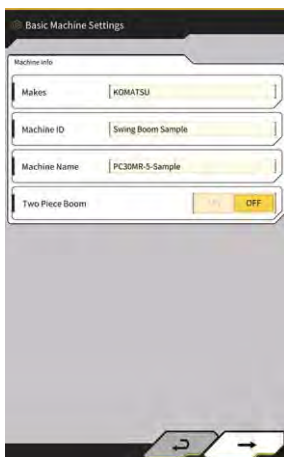 Basic Machine Settings
Machine info
Makes KOMATSU
Machine ID Swing Boom Sample
Machine Name PC30MR-5-Sample
Two Piece Boom OFF